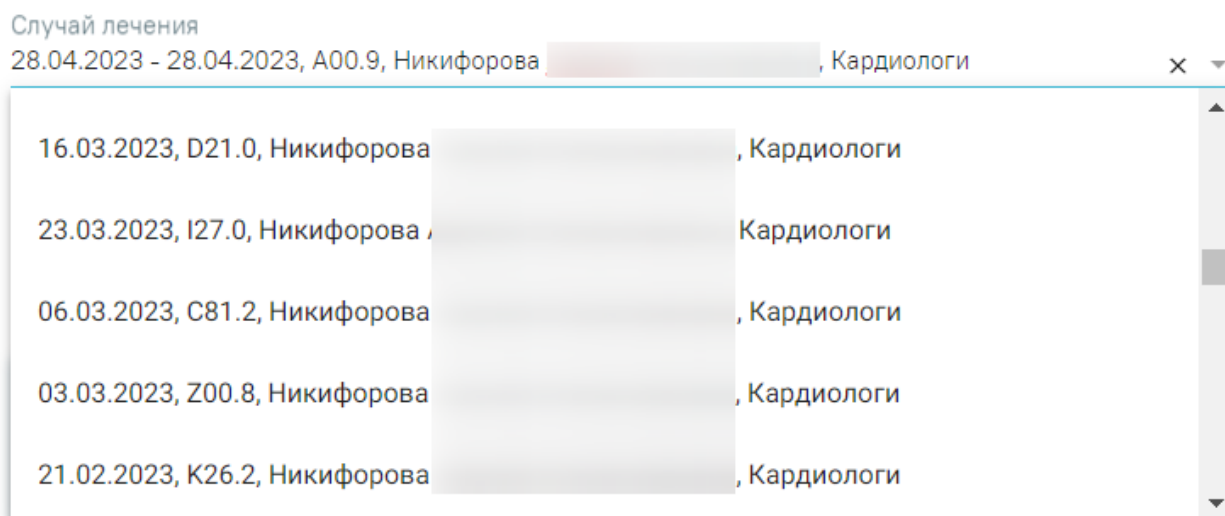 Случай лечения
28.04.2023 - 28.04.2023, A00.9, Никифорова , Кардиологи
16.03.2023, D21.0, Никифорова , Кардиологи
23.03.2023, I27.0, Никифорова Кардиологи
06.03.2023, C81.2, Никифорова , Кардиологи
03.03.2023, Z00.8, Никифорова , Кардиологи
21.02.2023, K26.2, Никифорова , Кардиологи